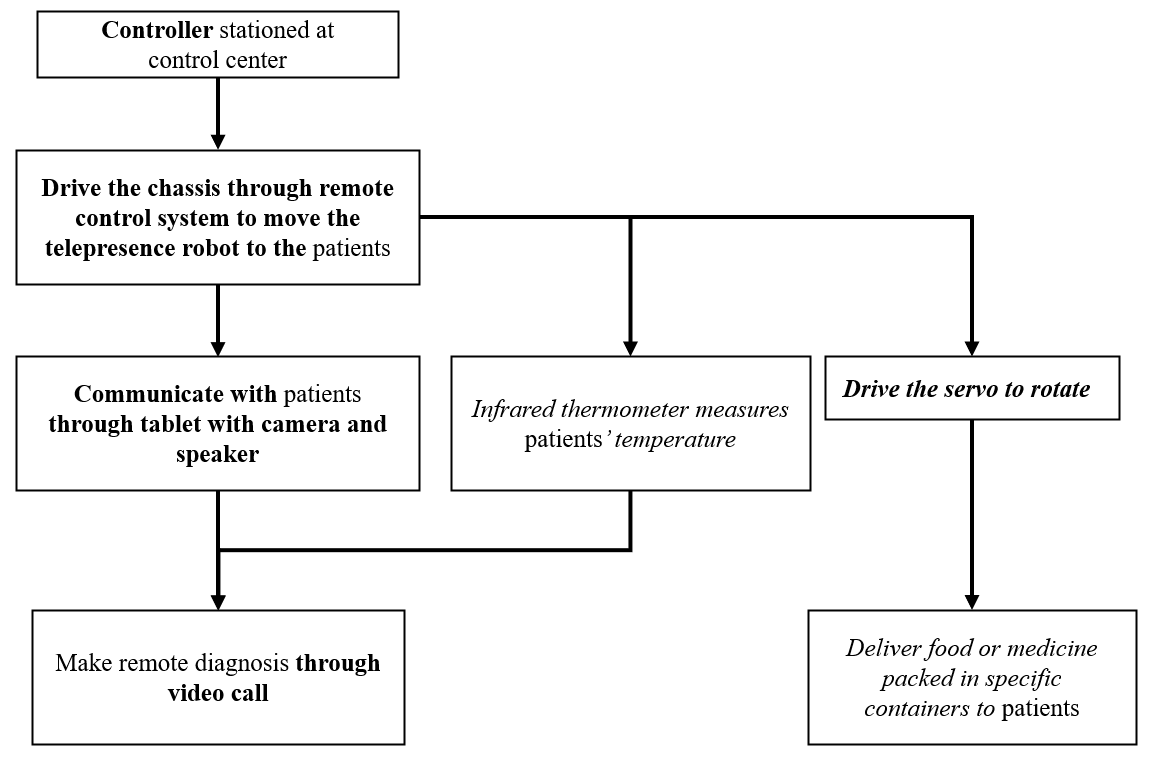 Controller stationed at
control center
Drive the chassis through remote
control system to move the
telepresence robot to the patients
Communicate with patients
through tablet with camera and
speaker
Infrared thermometer measures
patients’ temperature
Drive the servo to rotate
Make remote diagnosis through
video call
Deliver food or medicine
packed in specific
containers to patients